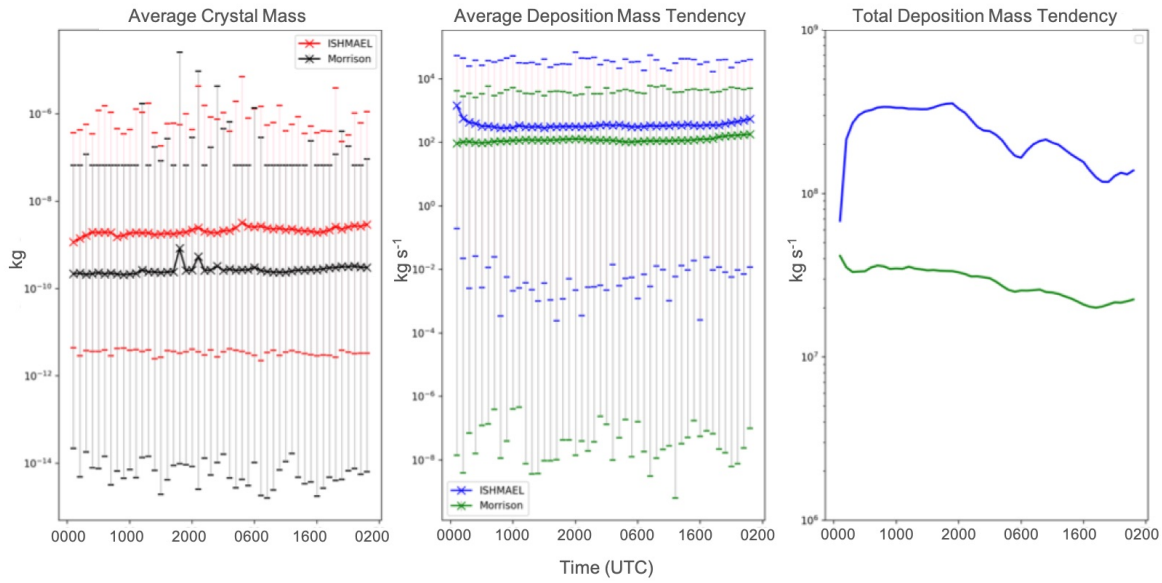 Average Crystal Mass
ISHMAEL
Morrison
kg
10⁻⁶
10⁻⁸
10⁻¹⁰
10⁻¹²
10⁻¹⁴
0000 1000 2000 0600 1600 0200
Average Deposition Mass Tendency
kg s⁻¹
10⁴
10²
10⁰
10⁻²
10⁻⁴
10⁻⁶
10⁻⁸
ISHMAEL
Morrison
0000 1000 2000 0600 1600 0200
Total Deposition Mass Tendency
kg s⁻¹
10⁹
10⁸
10⁷
10⁶
0000 1000 2000 0600 1600 0200
Time (UTC)